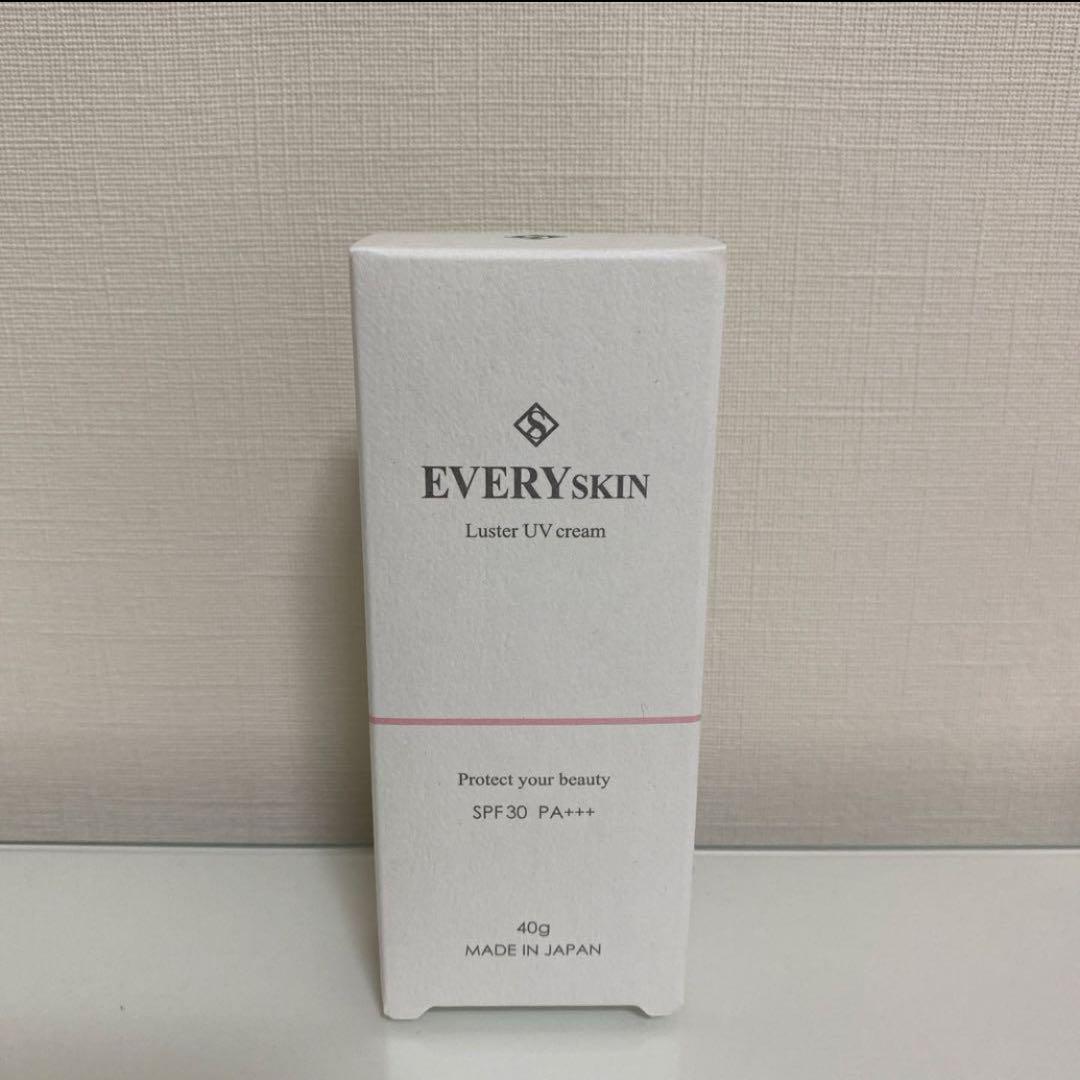 S
EVERYSKIN
Luster UV cream
Protect your beauty
SPF30 PA+++
40g
MADE IN JAPAN